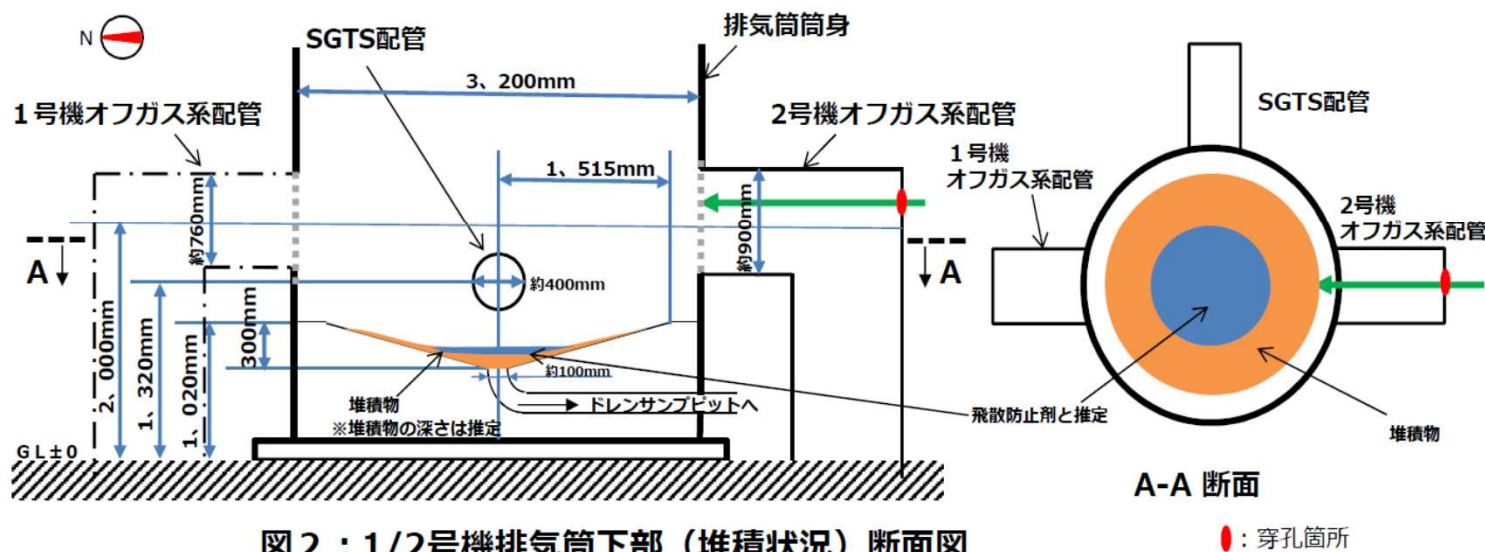 N
SGTS配管
排気筒筒身
3、200mm
1号機オフガス系配管
2号機オフガス系配管
1、515mm
約760mm
約900mm
A
A
約400mm
2、000mm
1、320mm
1、020mm
300mm
約100mm
堆積物
※堆積物の深さは推定
ドレンサンプピットへ
GL±0
SGTS配管
1号機
オフガス系配管
2号機
オフガス系配管
飛散防止剤と推定
堆積物
A-A 断面
図2：1/2号機排気筒下部（堆積状況）断面図
：穿孔箇所